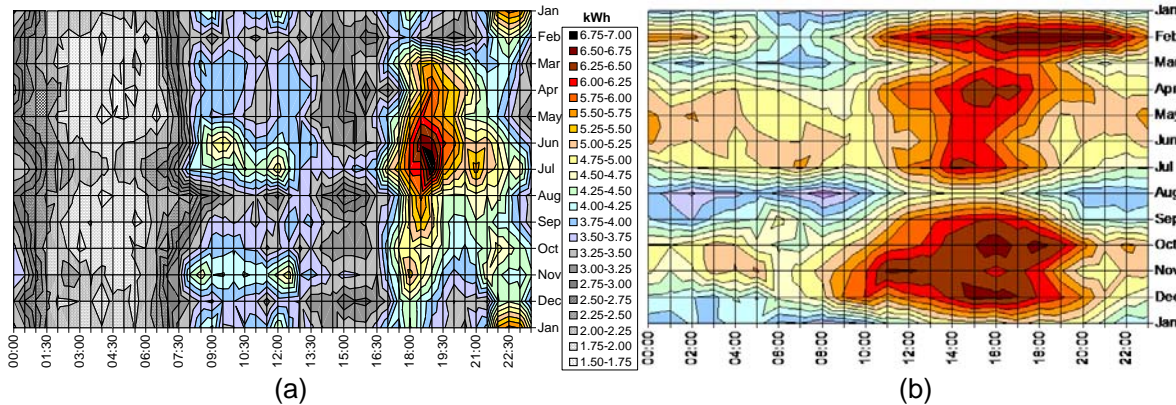 Jan
Feb
Mar
Apr
May
Jun
Jul
Aug
Sep
Oct
Nov
Dec
Jan
00:00 01:30 03:00 04:30 06:00 07:30 09:00 10:30 12:00 13:30 15:00 16:30 18:00 19:30 21:00 22:30
(a)
kWh
6.75-7.00
6.50-6.75
6.25-6.50
6.00-6.25
5.75-6.00
5.50-5.75
5.25-5.50
5.00-5.25
4.75-5.00
4.50-4.75
4.25-4.50
4.00-4.25
3.75-4.00
3.50-3.75
3.25-3.50
3.00-3.25
2.75-3.00
2.50-2.75
2.25-2.50
2.00-2.25
1.75-2.00
1.50-1.75
Jan
Feb
Mar
Apr
May
Jun
Jul
Aug
Sep
Oct
Nov
Dec
Jan
00:00 02:00 04:00 06:00 08:00 10:00 12:00 14:00 16:00 18:00 20:00 22:00
(b)